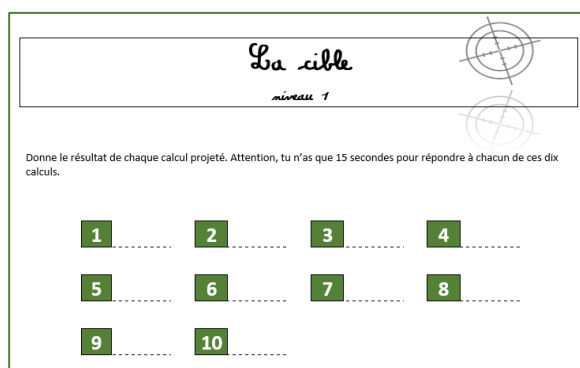 La cible
niveau 1
Donne le résultat de chaque calcul projeté. Attention, tu n'as que 15 secondes pour répondre à chacun de ces dix
calculs.
1 2 3 4
5 6 7 8
9 10